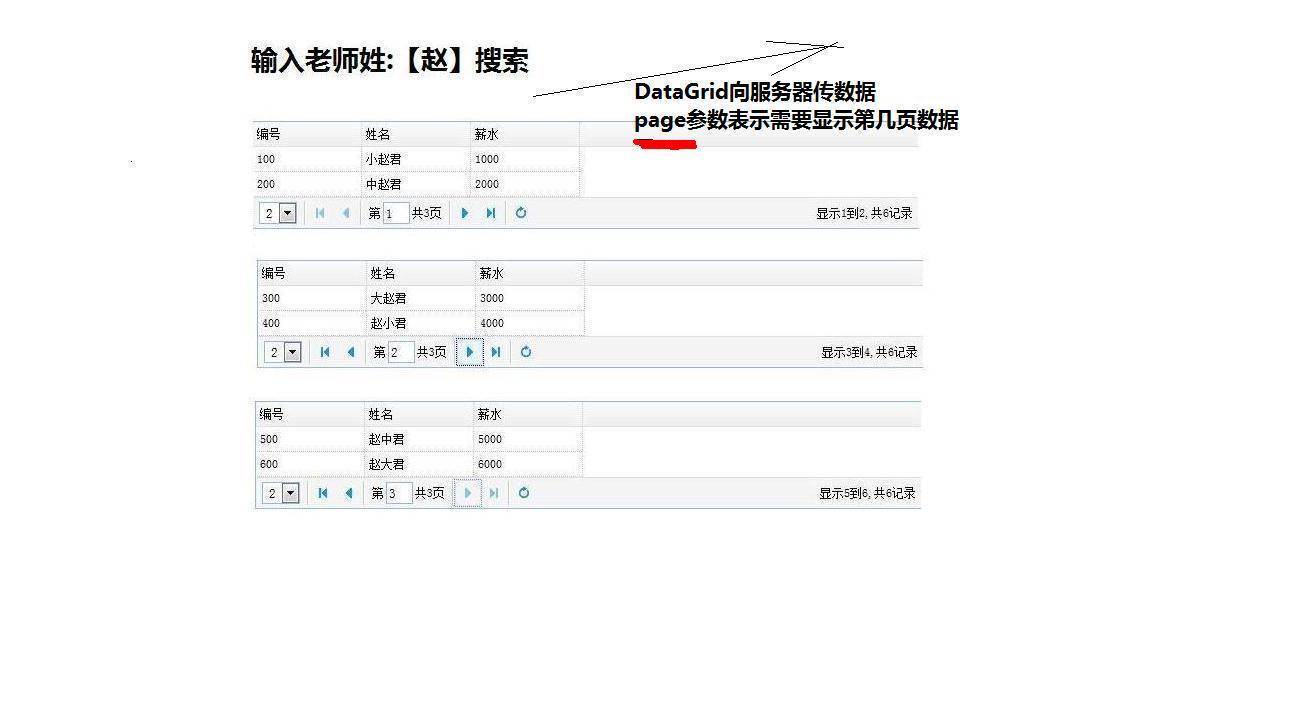 输入老师姓:【赵】搜索
DataGrid向服务器传数据
page参数表示需要显示第几页数据
编号 姓名 薪水
100 小赵君 1000
200 中赵君 2000
2 第 1 共3页 显示1到2,共6记录
编号 姓名 薪水
300 大赵君 3000
400 赵小君 4000
2 第 2 共3页 显示3到4,共6记录
编号 姓名 薪水
500 赵中君 5000
600 赵大君 6000
2 第 3 共3页 显示5到6,共6记录